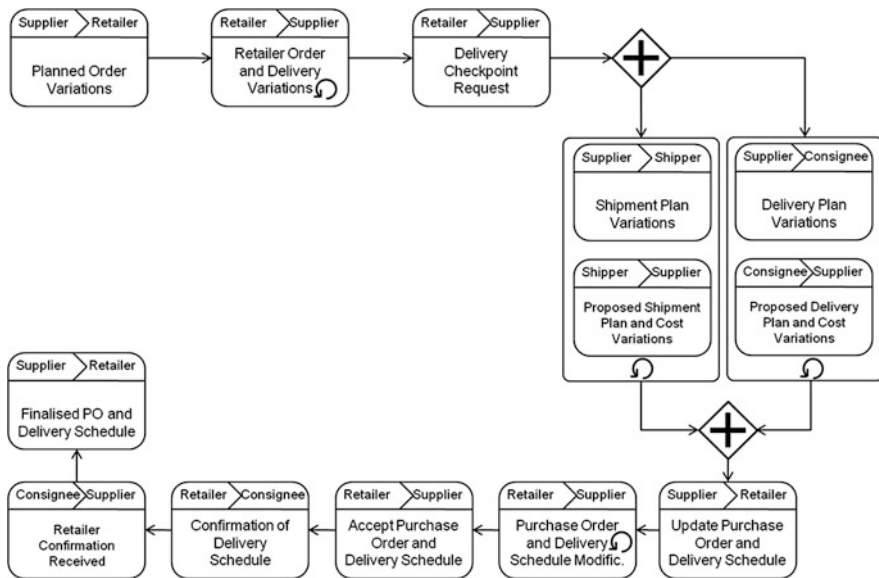 Supplier Retailer
Planned Order
Variations
Retailer Supplier
Retailer Order
and Delivery
Variations
Retailer Supplier
Delivery
Checkpoint
Request
Supplier Shipper
Shipment Plan
Variations
Supplier Consignee
Delivery Plan
Variations
Shipper Supplier
Proposed Shipment
Plan and Cost
Variations
Consignee Supplier
Proposed Delivery
Plan and Cost
Variations
Supplier Retailer
Finalised PO and
Delivery Schedule
Consignee Supplier
Retailer
Confirmation
Received
Retailer Consignee
Confirmation of
Delivery
Schedule
Retailer Supplier
Accept Purchase
Order and
Delivery Schedule
Retailer Supplier
Purchase Order
and Delivery
Schedule Modific.
Supplier Retailer
Update Purchase
Order and
Delivery Schedule